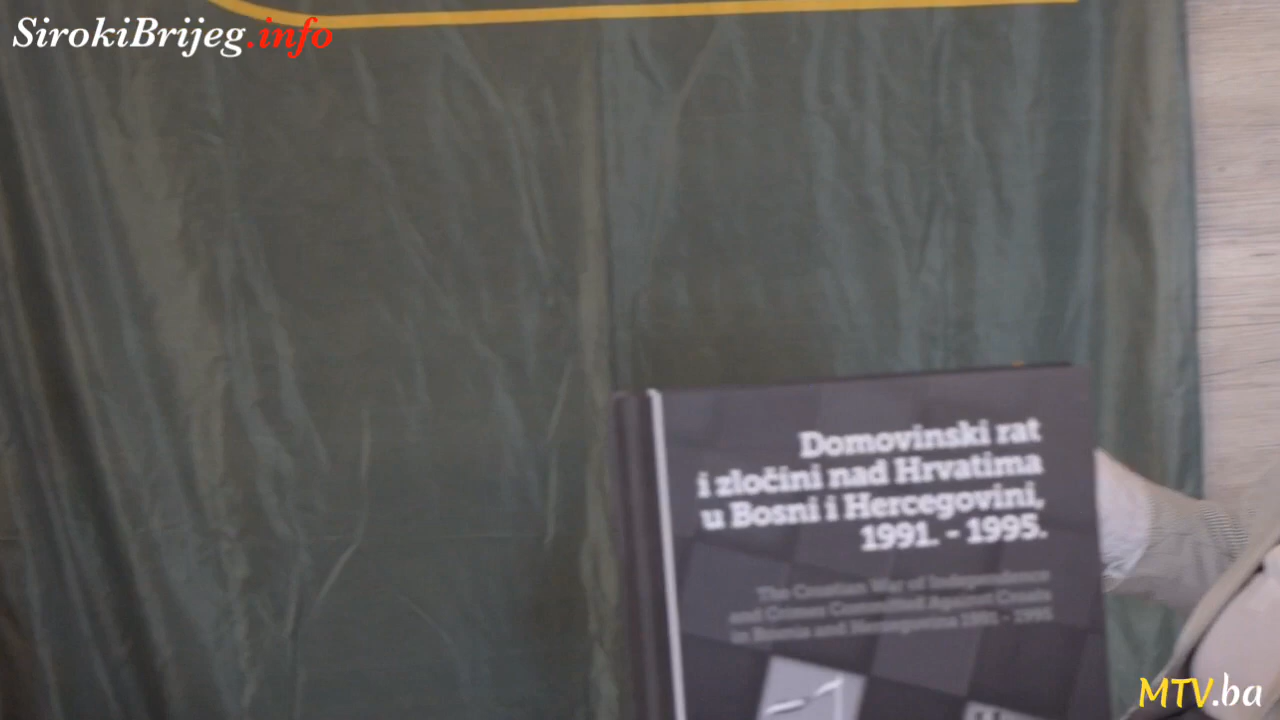 SirokiBrijeg.info
Domovinski rat
i zločini nad Hrvatima
u Bosni i Hercegovini,
1991. - 1995.
The Croatian War of Independence
and Crimes Committed Against Croats
in Bosnia and Herzegovina 1991 - 1995
MTV.ba